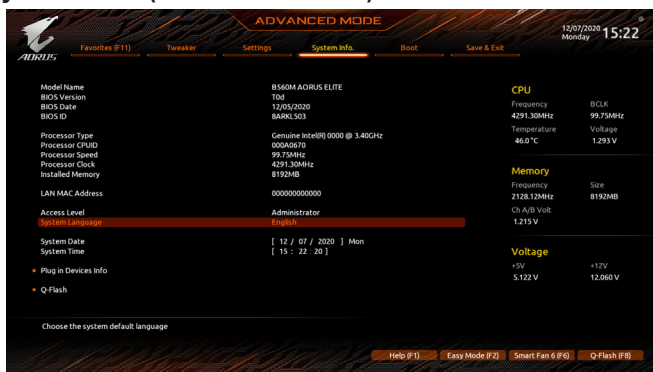 ADVANCED MODE
12/07/2020 Monday 15:22
AORUS
Favorites (F11) Tweaker Settings System Info. Boot Save & Exit
Model Name B560M AORUS ELITE
BIOS Version T0d
BIOS Date 12/05/2020
BIOS ID 8ARKLS03
Processor Type Genuine Intel(R) 0000 @ 3.40GHz
Processor CPUID 000A0670
Processor Speed 99.75MHz
Processor Clock 4291.30MHz
Installed Memory 8192MB
LAN MAC Address 000000000000
Access Level Administrator
System Language English
System Date [ 12 / 07 / 2020 ] Mon
System Time [ 15 : 22 : 20 ]
Plug in Devices Info
Q-Flash
Choose the system default language
CPU
Frequency BCLK
4291.30MHz 99.75MHz
Temperature Voltage
46.0 °C 1.293 V
Memory
Frequency Size
2128.12MHz 8192MB
Ch A/B Volt
1.215 V
Voltage
+5V +12V
5.122 V 12.060 V
Help (F1) Easy Mode (F2) Smart Fan 6 (F6) Q-Flash (F8)